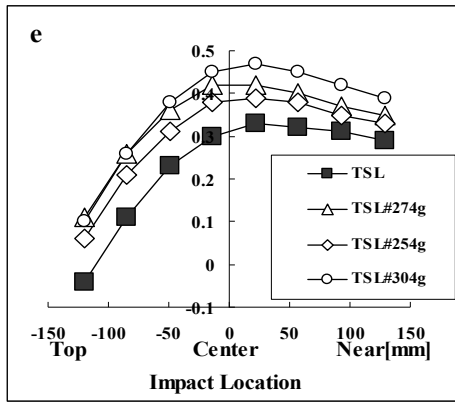 e
0.5
0.4
0.3
0.2
0.1
0
-0.1
-150 -100 -50 0 50 100 150
Top Center Near[mm]
Impact Location
TSL
TSL#274g
TSL#254g
TSL#304g